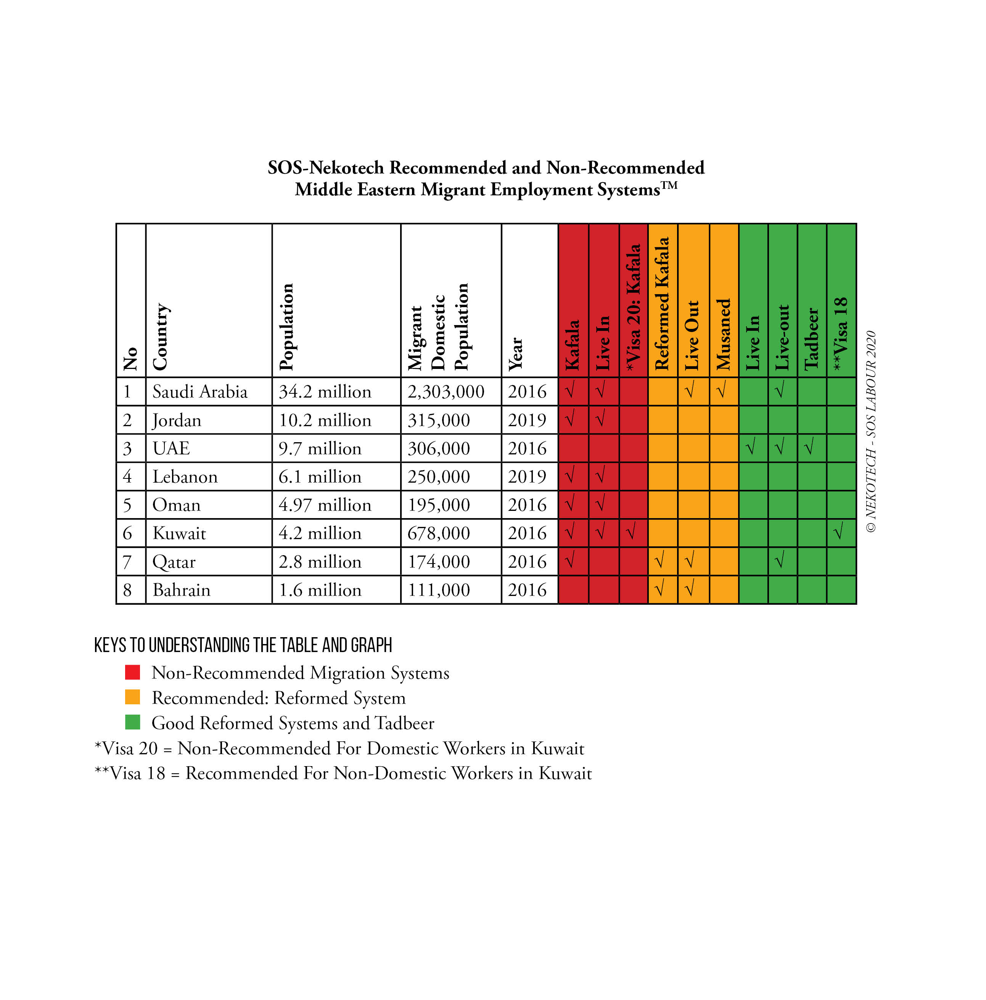 SOS-Nekotech Recommended and Non-Recommended
Middle Eastern Migrant Employment Systems™
No Country Population Migrant Domestic Population Year Kafala Live In *Visa 20: Kafala Reformed Kafala Live Out Musaned Live In Live-out Tadbeer **Visa 18
1 Saudi Arabia 34.2 million 2,303,000 2016 √ √ √ √ √
2 Jordan 10.2 million 315,000 2019 √ √
3 UAE 9.7 million 306,000 2016 √ √ √
4 Lebanon 6.1 million 250,000 2019 √ √
5 Oman 4.97 million 195,000 2016 √ √
6 Kuwait 4.2 million 678,000 2016 √ √ √ √
7 Qatar 2.8 million 174,000 2016 √ √ √ √
8 Bahrain 1.6 million 111,000 2016 √ √
© NEKOTECH - SOS LABOUR 2020
KEYS TO UNDERSTANDING THE TABLE AND GRAPH
Non-Recommended Migration Systems
Recommended: Reformed System
Good Reformed Systems and Tadbeer
*Visa 20 = Non-Recommended For Domestic Workers in Kuwait
**Visa 18 = Recommended For Non-Domestic Workers in Kuwait